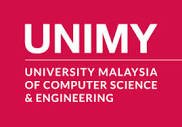 UNIMY
UNIVERSITY MALAYSIA
OF COMPUTER SCIENCE
& ENGINEERING